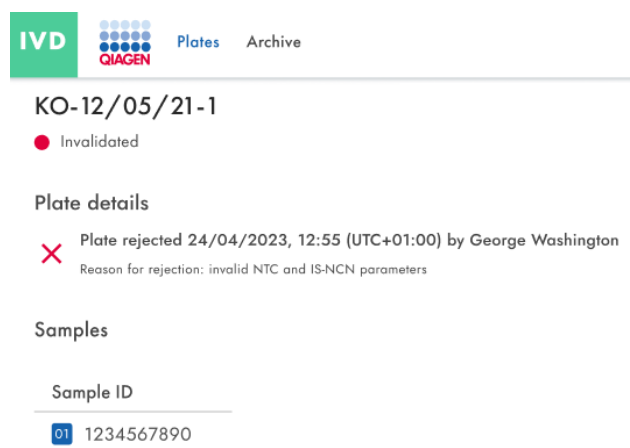 IVD QIAGEN Plates Archive
KO-12/05/21-1
Invalidated
Plate details
Plate rejected 24/04/2023, 12:55 (UTC+01:00) by George Washington
Reason for rejection: invalid NTC and IS-NCN parameters
Samples
Sample ID
01 1234567890